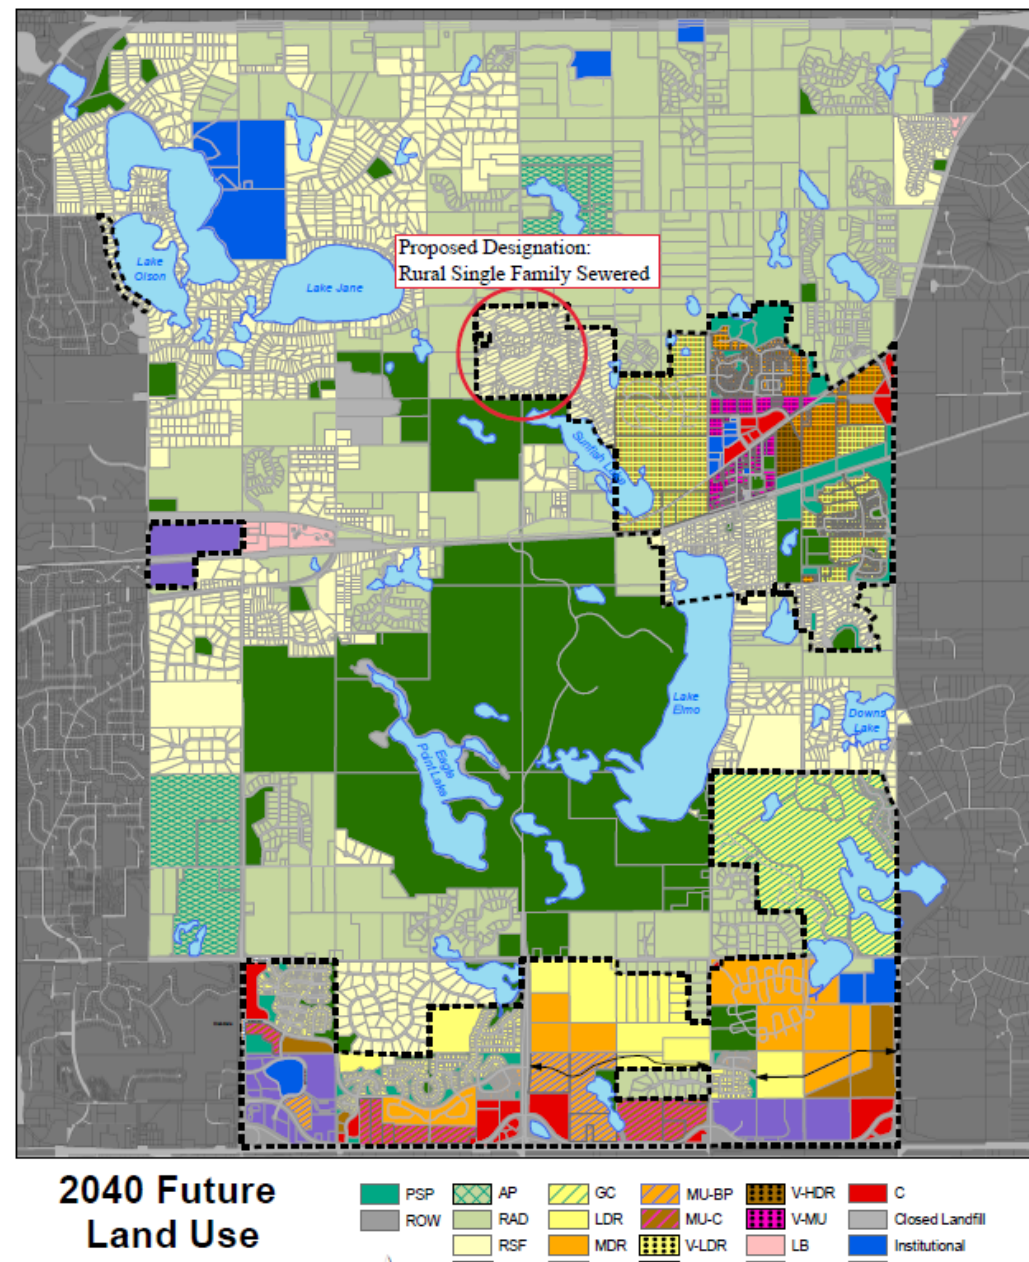 Proposed Designation:
Rural Single Family Sewered
Lake
Olson
Lake Jane
Sunfish Lake
Lake
Elmo
Downs
Lake
Eagle
Point Lake
2040 Future
Land Use
PSP
AP
GC
MU-BP
V-HDR
C
ROW
RAD
LDR
MU-C
V-MU
Closed Landfill
RSF
MDR
V-LDR
LB
Institutional